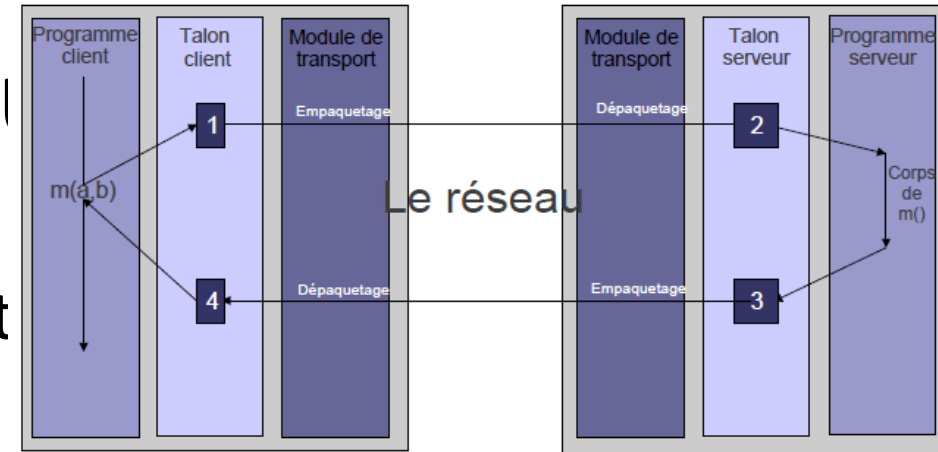 Programme
client
Talon
client
Module de
transport
Module de
transport
Talon
serveur
Programme
serveur
Empaquetage
Dépaquetage
1
2
m(a,b)
Le réseau
Corps
de
m()
Dépaquetage
Empaquetage
4
3
t